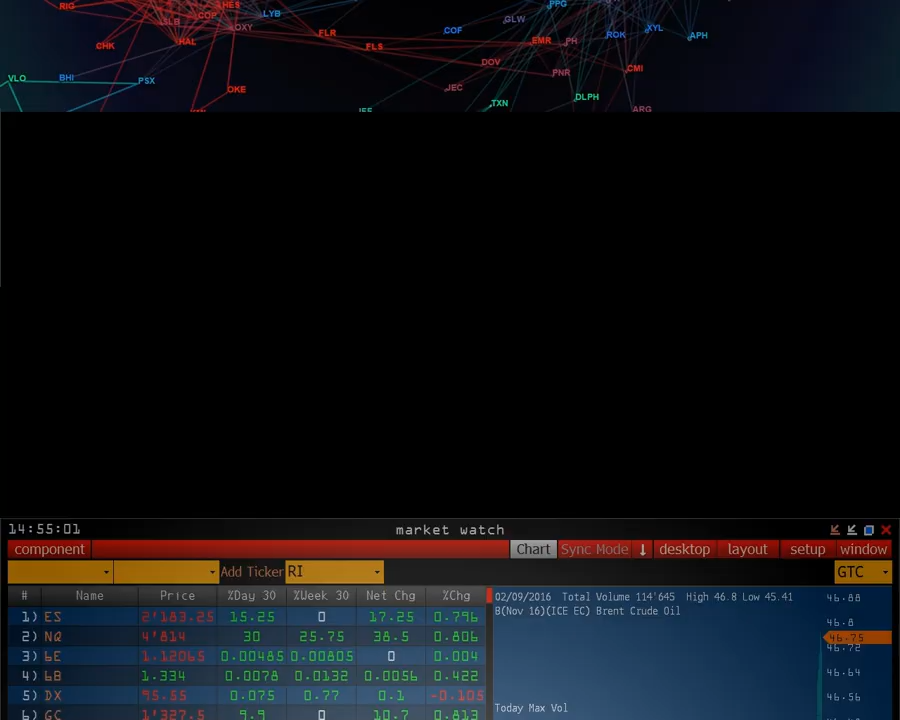 RIG
HES
LYB
PPG
SLB
COP
GLW
OXY
COF
ROK
XYL
APH
CHK
HAL
FLR
FLS
EMR
PH
DOV
PNR
CMI
VLO
BHI
PSX
OKE
JEC
TXN
DLPH
ARG
14:55:01
market watch
component
Chart
Sync Mode
desktop
layout
setup
window
Add Ticker RI
GTC
# Name Price %Day 30 %Week 30 Net Chg %Chg
1) ES 2'183.25 15.25 0 17.25 0.796
2) NQ 4'814 30 25.75 38.5 0.806
3) 6E 1.12065 0.00485 0.00805 0 0.004
4) 6B 1.334 0.0078 0.0132 0.0056 0.422
5) DX 95.55 0.075 0.77 0.1 -0.105
6) GC 1'327.5 9.9 0 10.7 0.813
02/09/2016 Total Volume 114'645 High 46.8 Low 45.41
B(Nov 16)(ICE EC) Brent Crude Oil
46.88
46.8
46.75
46.72
46.64
46.56
Today Max Vol